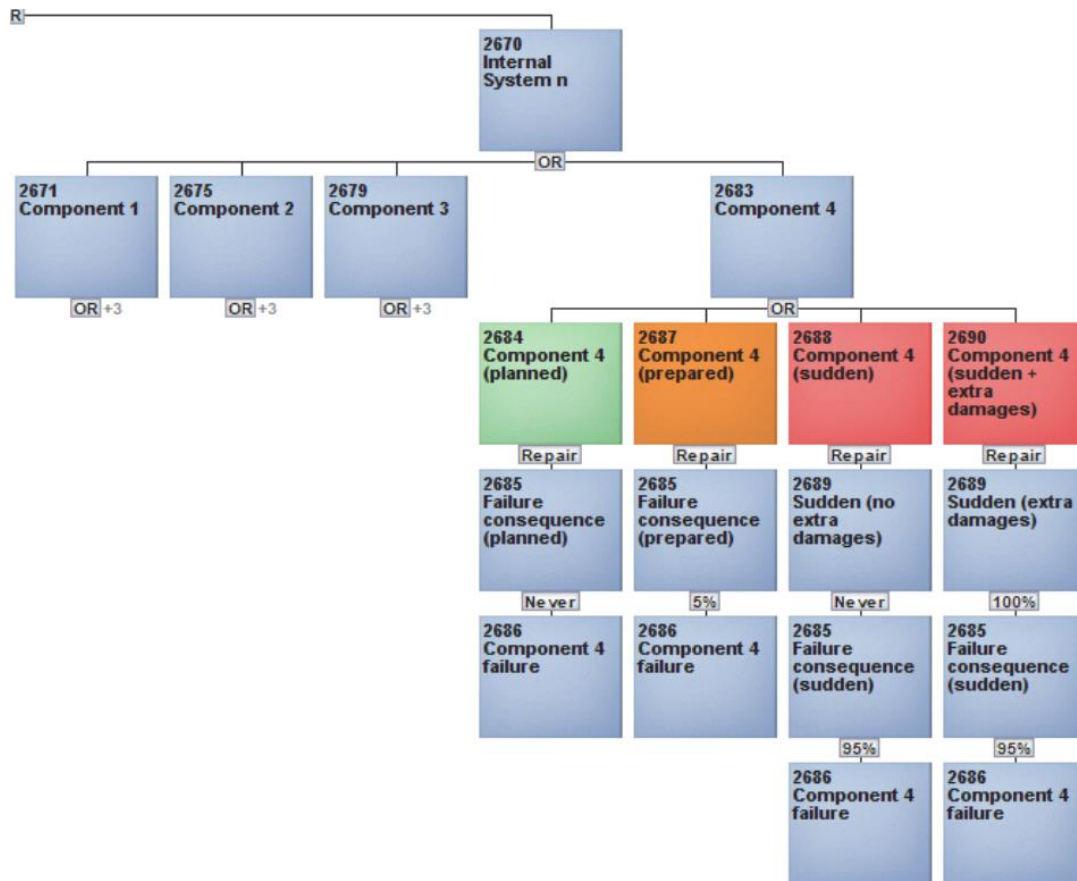 R
2670
Internal
System n
OR
2671
Component 1
2675
Component 2
2679
Component 3
2683
Component 4
OR +3
OR +3
OR +3
OR
2684
Component 4
(planned)
2687
Component 4
(prepared)
2688
Component 4
(sudden)
2690
Component 4
(sudden +
extra
damages)
Repair
Repair
Repair
Repair
2685
Failure
consequence
(planned)
2685
Failure
consequence
(prepared)
2689
Sudden (no
extra
damages)
2689
Sudden (extra
damages)
Never
5%
Never
100%
2686
Component 4
failure
2686
Component 4
failure
2685
Failure
consequence
(sudden)
2685
Failure
consequence
(sudden)
95%
95%
2686
Component 4
failure
2686
Component 4
failure